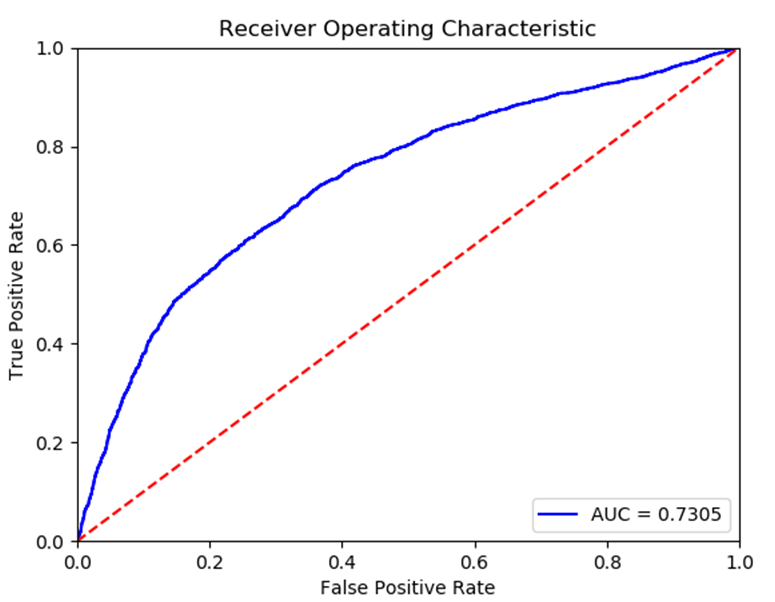 Receiver Operating Characteristic
1.0
0.8
0.6
0.4
0.2
0.0
True Positive Rate
AUC = 0.7305
0.0 0.2 0.4 0.6 0.8 1.0
False Positive Rate